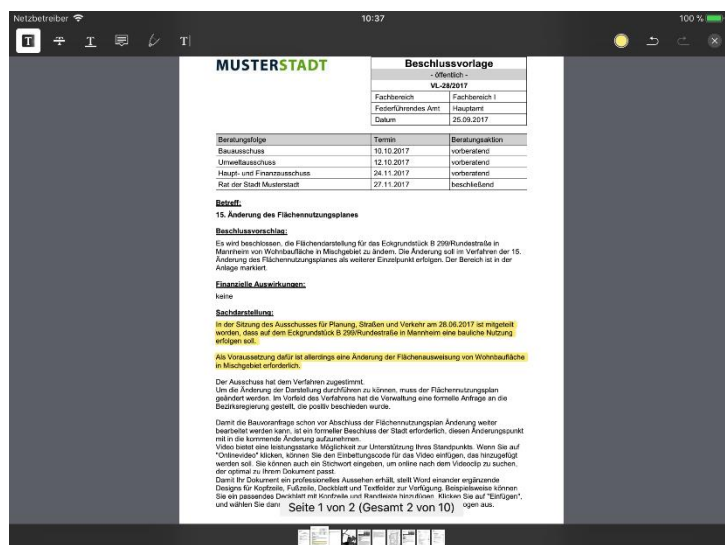 Netzbetreiber
10:37
100 %
T T T T
MUSTERSTADT
Beschlussvorlage
- öffentlich -
VL-28/2017
Fachbereich Fachbereich I
Federführendes Amt Hauptamt
Datum 25.09.2017
Beratungsfolge Termin Beratungsaktion
Bauausschuss 10.10.2017 vorberatend
Umweltausschuss 12.10.2017 vorberatend
Haupt- und Finanzausschuss 24.11.2017 vorberatend
Rat der Stadt Musterstadt 27.11.2017 beschließend
Betreff:
15. Änderung des Flächennutzungsplanes
Beschlussvorschlag:
Es wird beschlossen, die Flächendarstellung für das Eckgrundstück B 299/Rundestraße in
Mannheim von Wohnbaufläche in Mischgebiet zu ändern. Die Änderung soll im Verfahren der 15.
Änderung des Flächennutzungsplanes als weiterer Einzelpunkt erfolgen. Der Bereich ist in der
Anlage markiert.
Finanzielle Auswirkungen:
keine
Sachdarstellung:
In der Sitzung des Ausschusses für Planung, Straßen und Verkehr am 28.06.2017 ist mitgeteilt
worden, dass auf dem Eckgrundstück B 299/Rundestraße in Mannheim eine bauliche Nutzung
erfolgen soll.
Als Voraussetzung dafür ist allerdings eine Änderung der Flächenausweisung von Wohnbaufläche
in Mischgebiet erforderlich.
Der Ausschuss hat dem Verfahren zugestimmt.
Um die Änderung der Darstellung durchführen zu können, muss der Flächennutzungsplan
geändert werden. Im Vorfeld des Verfahrens hat die Verwaltung eine formelle Anfrage an die
Bezirksregierung gestellt, die positiv beschieden wurde.
Damit die Bauvoranfrage schon vor Abschluss der Flächennutzungsplan Änderung weiter
bearbeitet werden kann, ist ein formeller Beschluss der Stadt erforderlich, diesen Änderungspunkt
mit in die kommende Änderung aufzunehmen.
Video bietet eine leistungsstarke Möglichkeit zur Unterstützung Ihres Standpunkts. Wenn Sie auf
"Onlinevideo" klicken, können Sie den Einbettungscode für das Video einfügen, das hinzugefügt
werden soll. Sie können auch ein Stichwort eingeben, um online nach dem Videoclip zu suchen,
der optimal zu Ihrem Dokument passt.
Damit Ihr Dokument ein professionelles Aussehen erhält, stellt Word einander ergänzende
Designs für Kopfzeile, Fußzeile, Deckblatt und Textfelder zur Verfügung. Beispielsweise können
Sie ein passendes Deckblatt mit Kopfzeile und Randleiste hinzufügen. Klicken Sie auf "Einfügen",
und wählen Sie dann ogen aus.
Seite 1 von 2 (Gesamt 2 von 10)